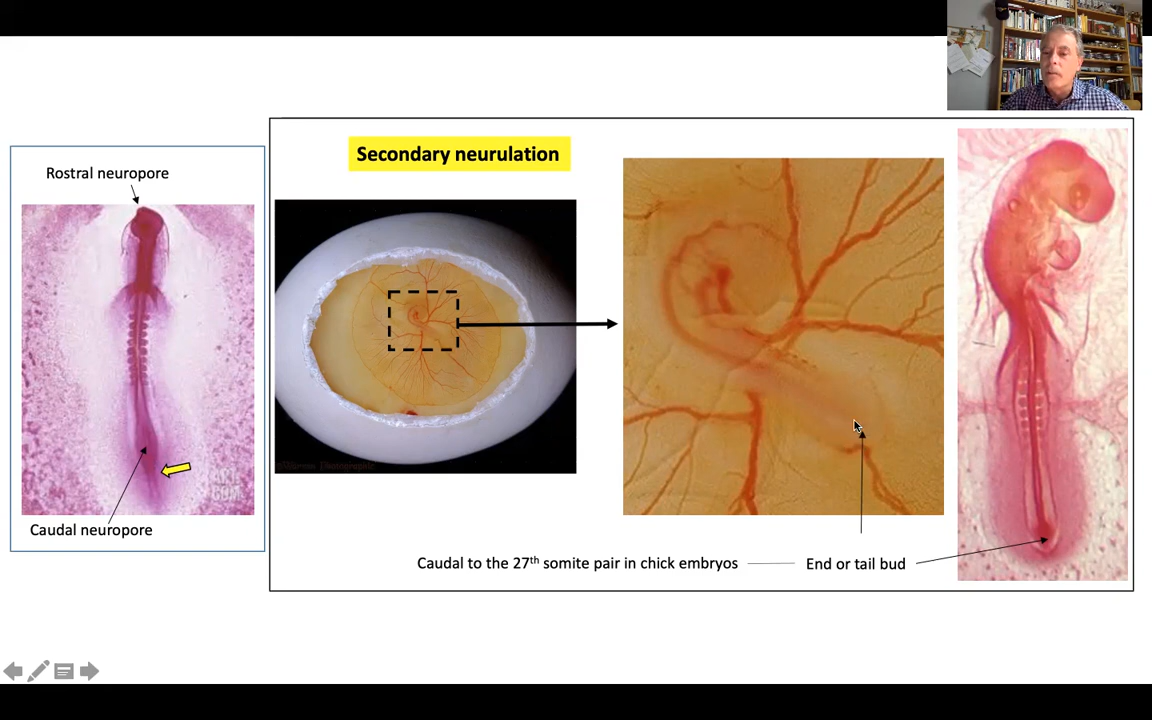 Secondary neurulation
Rostral neuropore
Caudal neuropore
Caudal to the 27th somite pair in chick embryos
End or tail bud